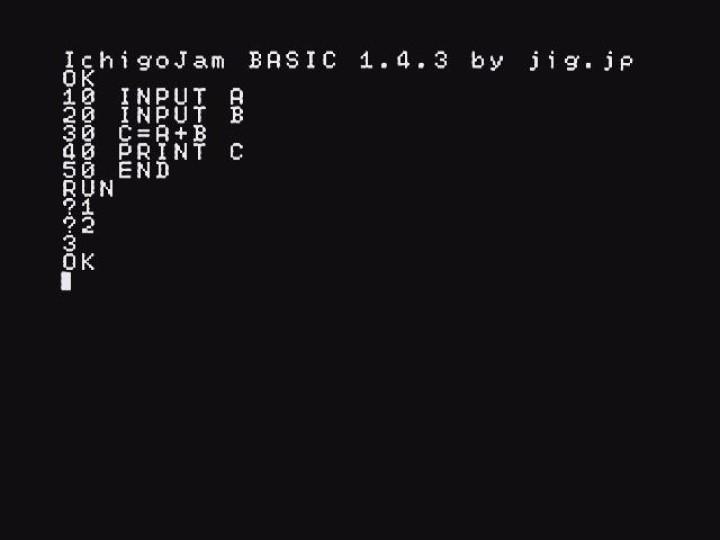 IchigoJam BASIC 1.4.3 by jig.jp
OK
10 INPUT A
20 INPUT B
30 C=A+B
40 PRINT C
50 END
RUN
?1
?2
3
OK